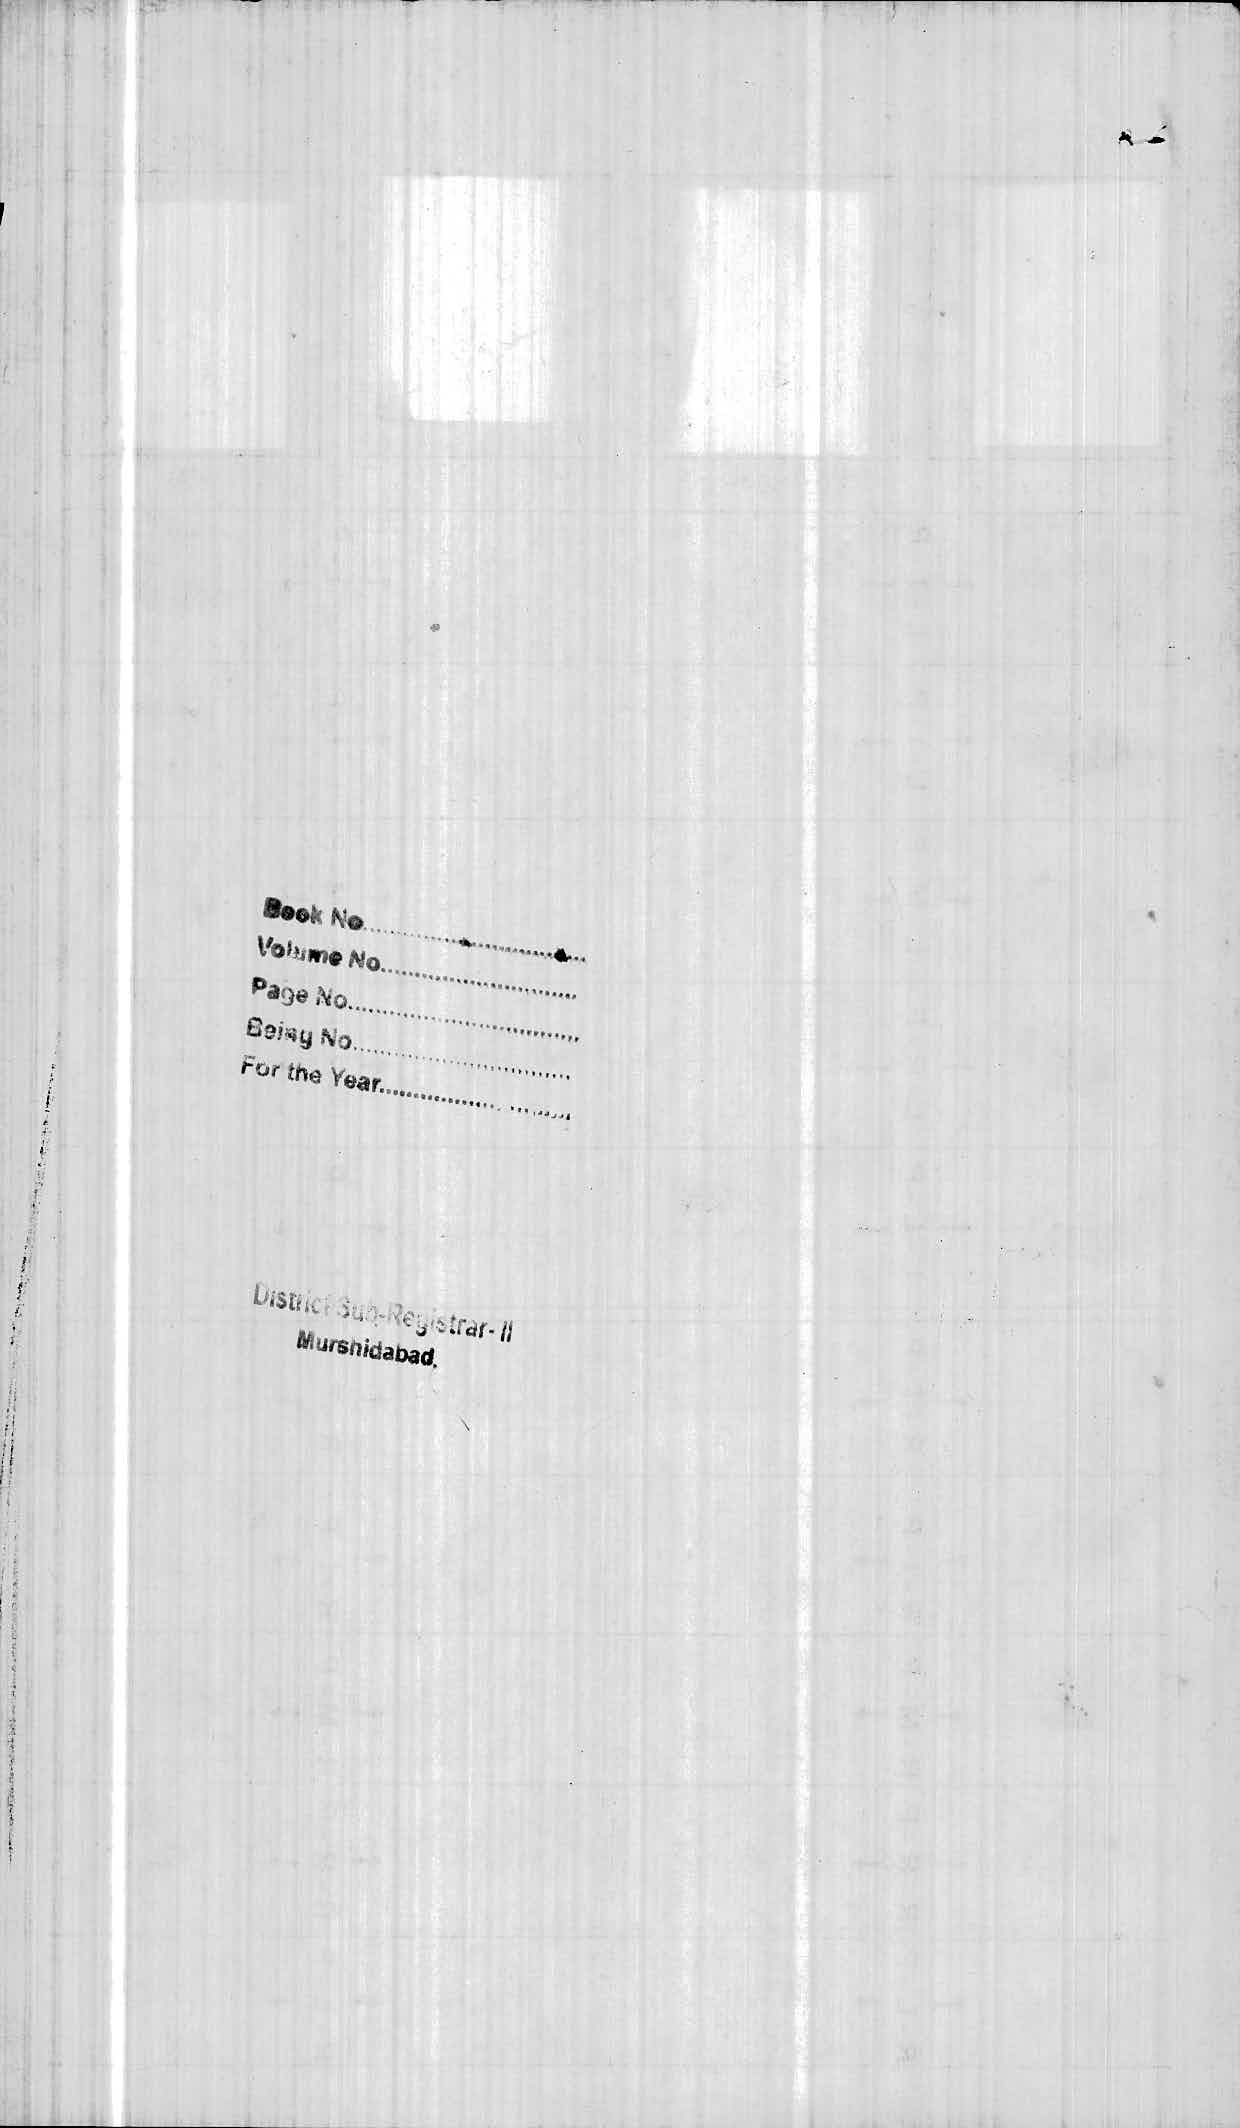 Book No.............................
Volume No.............................
Page No.............................
Being No.............................
For the Year.............................
District Sub-Registrar- II
Murshidabad.